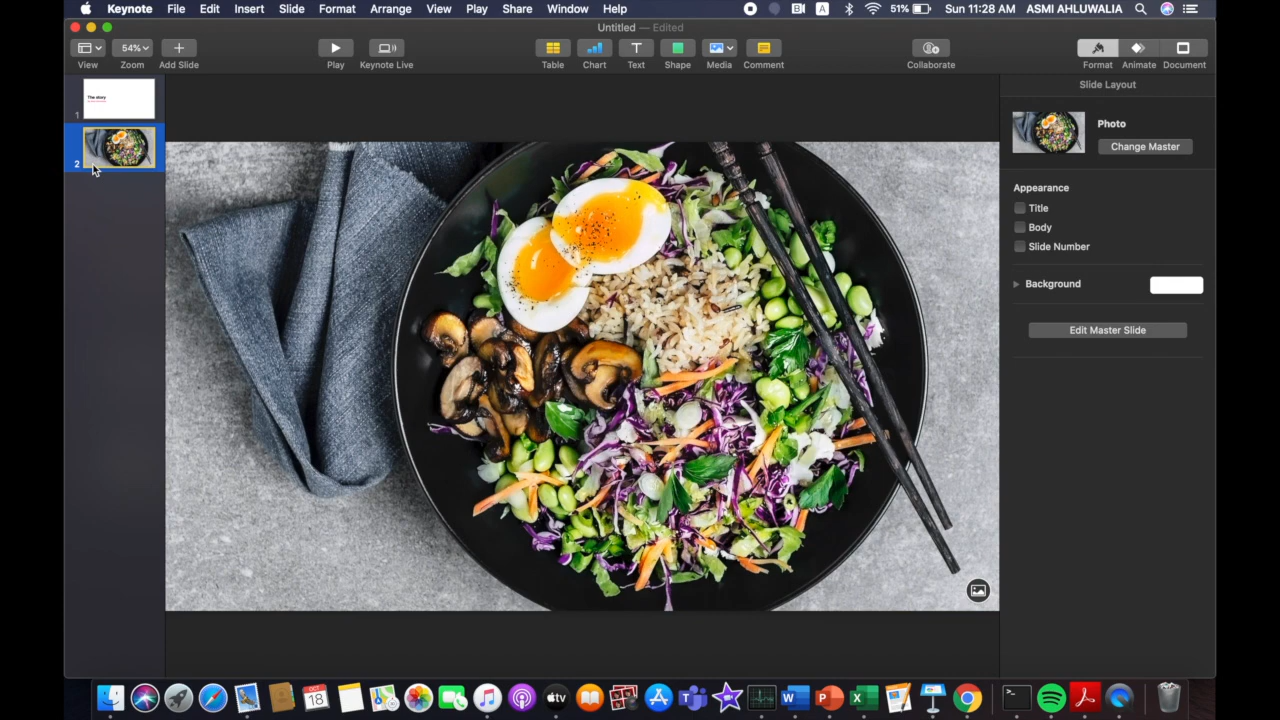 Keynote File Edit Insert Slide Format Arrange View Play Share Window Help A 51% Sun 11:28 AM ASMI AHLUWALIA
Untitled — Edited
54%
View Zoom Add Slide Play Keynote Live Table Chart Text Shape Media Comment Collaborate Format Animate Document
Slide Layout
The story
1
2
Photo
Change Master
Appearance
Title
Body
Slide Number
Background
Edit Master Slide
OCT
18
tv
W P X